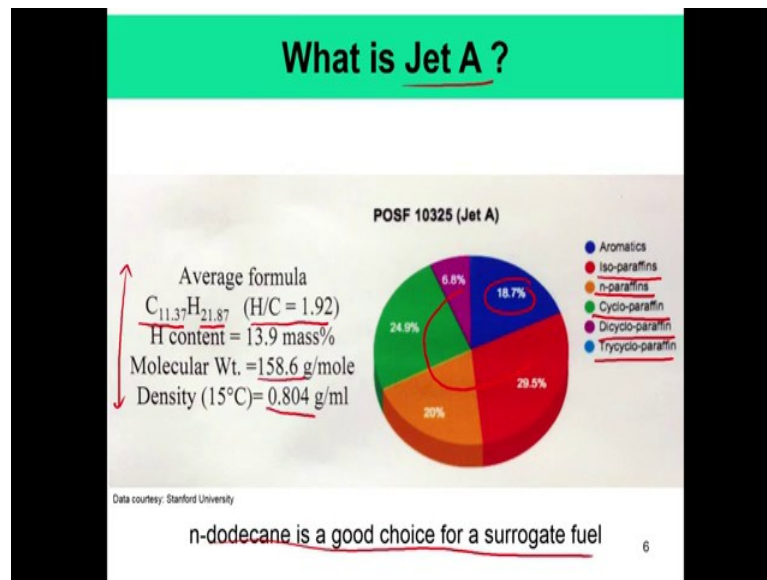 What is Jet A ?
POSF 10325 (Jet A)
Average formula
C11.37H21.87 (H/C = 1.92)
H content = 13.9 mass%
Molecular Wt. =158.6 g/mole
Density (15°C)= 0.804 g/ml
6.8%
18.7%
24.9%
29.5%
20%
Aromatics
Iso-paraffins
n-paraffins
Cyclo-paraffin
Dicyclo-paraffin
Trycyclo-paraffin
Data courtesy: Stanford University
n-dodecane is a good choice for a surrogate fuel
6